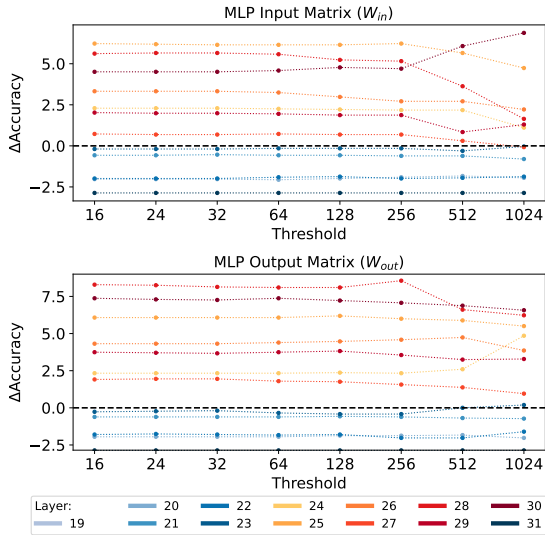 MLP Input Matrix (W_in)
ΔAccuracy
5.0
2.5
0.0
−2.5
16 24 32 64 128 256 512 1024
Threshold
MLP Output Matrix (W_out)
ΔAccuracy
7.5
5.0
2.5
0.0
−2.5
16 24 32 64 128 256 512 1024
Threshold
Layer: 20 22 24 26 28 30
19 21 23 25 27 29 31